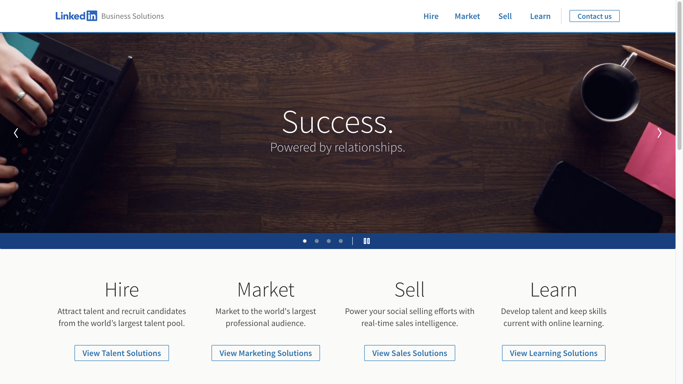 LinkedIn Business Solutions
Hire
Market
Sell
Learn
Contact us
Success.
Powered by relationships.
Hire
Attract talent and recruit candidates
from the world's largest talent pool.
View Talent Solutions
Market
Market to the world's largest
professional audience.
View Marketing Solutions
Sell
Power your social selling efforts with
real-time sales intelligence.
View Sales Solutions
Learn
Develop talent and keep skills
current with online learning.
View Learning Solutions